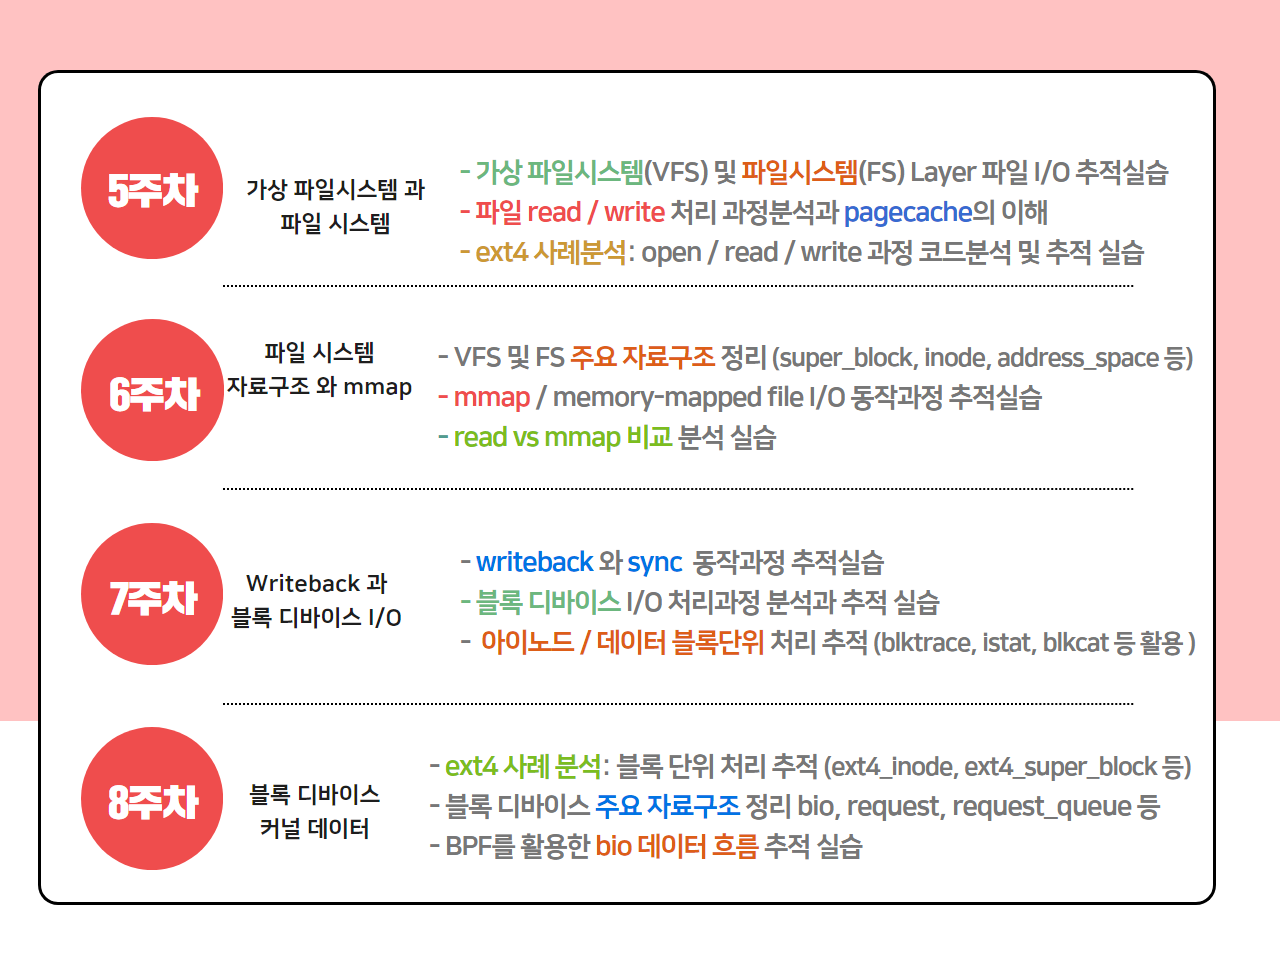 5주차
가상 파일시스템 과
파일 시스템
- 가상 파일시스템(VFS) 및 파일시스템(FS) Layer 파일 I/O 추적실습
- 파일 read / write 처리 과정분석과 pagecache의 이해
- ext4 사례분석: open / read / write 과정 코드분석 및 추적 실습
6주차
파일 시스템
자료구조 와 mmap
- VFS 및 FS 주요 자료구조 정리 (super_block, inode, address_space 등)
- mmap / memory-mapped file I/O 동작과정 추적실습
- read vs mmap 비교 분석 실습
7주차
Writeback 과
블록 디바이스 I/O
- writeback 와 sync 동작과정 추적실습
- 블록 디바이스 I/O 처리과정 분석과 추적 실습
- 아이노드 / 데이터 블록단위 처리 추적 (blktrace, istat, blkcat 등 활용 )
8주차
블록 디바이스
커널 데이터
- ext4 사례 분석: 블록 단위 처리 추적 (ext4_inode, ext4_super_block 등)
- 블록 디바이스 주요 자료구조 정리 bio, request, request_queue 등
- BPF를 활용한 bio 데이터 흐름 추적 실습